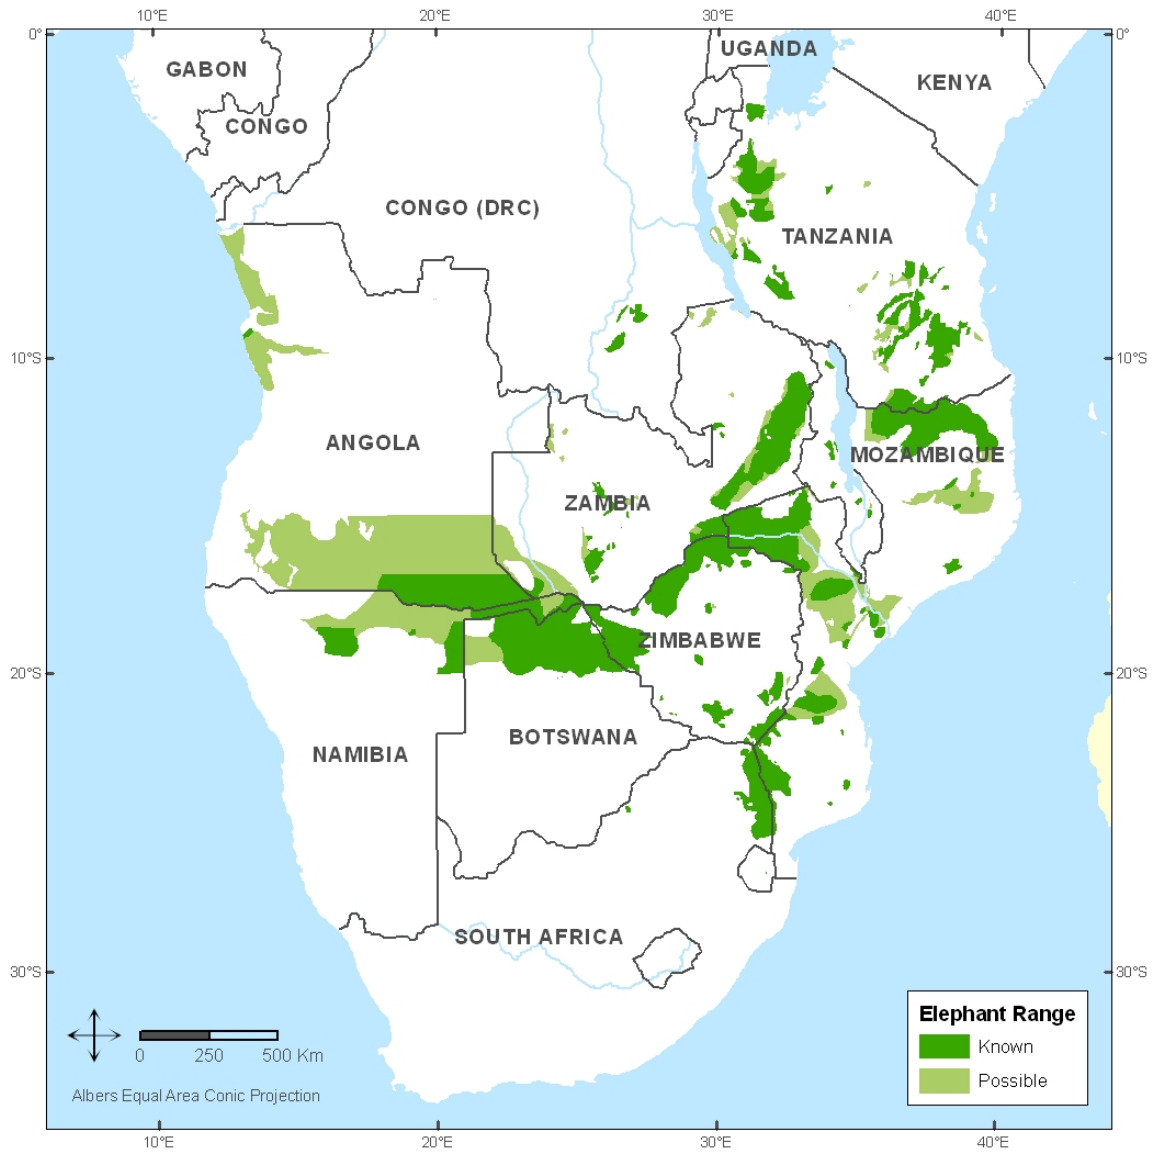 10°E 20°E 30°E 40°E
0° 0°
UGANDA
GABON
KENYA
CONGO
CONGO (DRC)
TANZANIA
10°S 10°S
ANGOLA
MOZAMBIQUE
ZAMBIA
ZIMBABWE
20°S 20°S
BOTSWANA
NAMIBIA
SOUTH AFRICA
30°S 30°S
Elephant Range
Known
Possible
0 250 500 Km
Albers Equal Area Conic Projection
10°E 20°E 30°E 40°E